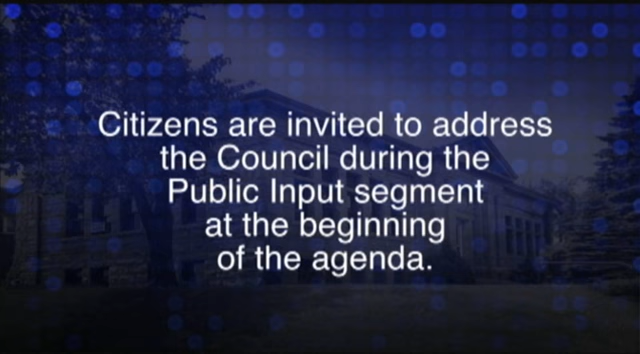 Citizens are invited to address
the Council during the
Public Input segment
at the beginning
of the agenda.